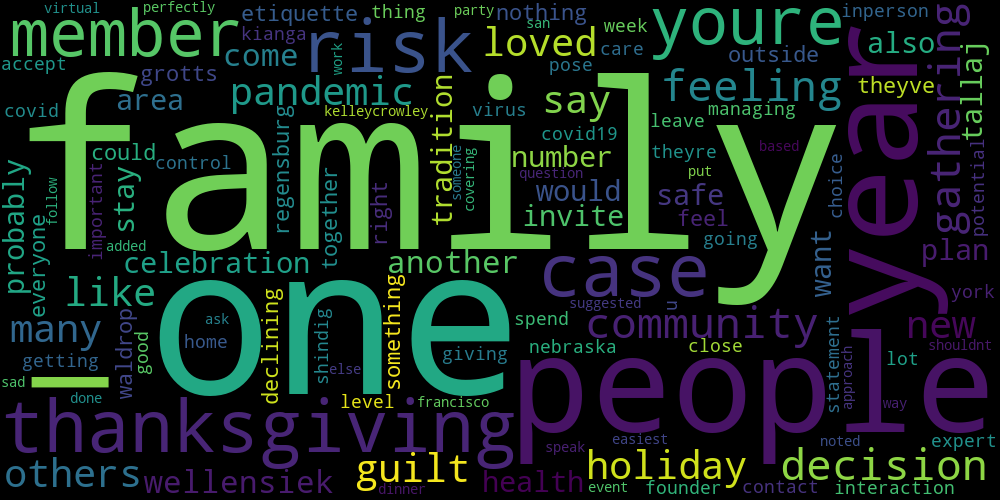 virtual
perfectly
party
etiquette
thing
nothing
inperson
member
kianga
risk
loved
san
week
youre
gathering
accept
come
work
care
outside
also
tallaj
grotts
pose
feeling
theyve
area
pandemic
tradition
say
year
covid
kelleycrowley
virus
managing
family
regensburg
covid19
leave
could
control
number
theyre
based
important
together
right
someone
covering
question
put
choice
potential
probably
stay
follow
would
safe
invite
feel
everyone
added
going
want
plan
celebration
another
case
like
one
declining
something
suggested
u
york
many
waldrop
ask
shindig
spend
community
new
getting
good
home
giving
nebraska
close
statement
approach
shouldnt
sad
_
else
people
lot
done
level
francisco
way
thanksgiving
easiest
noted
expert
others
wellensiek
guilt
speak
holiday
decision
dinner
health
event
founder
contact
interaction